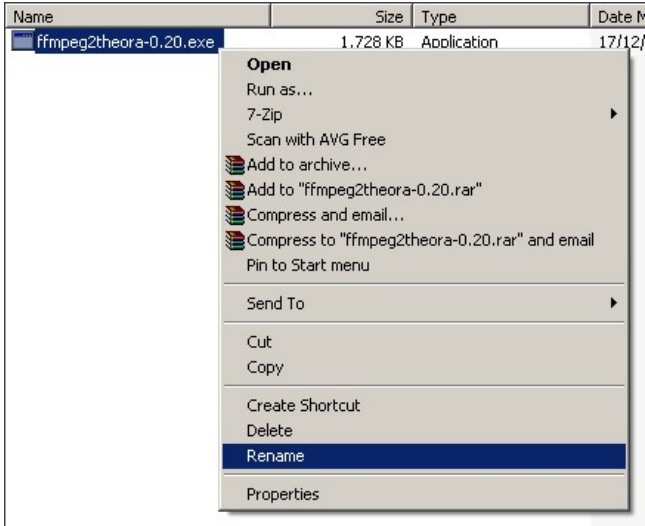 Name Size Type Date M
ffmpeg2theora-0.20.exe 1.728 KB Application 17/12/
Open
Run as...
7-Zip
Scan with AVG Free
Add to archive...
Add to "ffmpeg2theora-0.20.rar"
Compress and email...
Compress to "ffmpeg2theora-0.20.rar" and email
Pin to Start menu
Send To
Cut
Copy
Create Shortcut
Delete
Rename
Properties